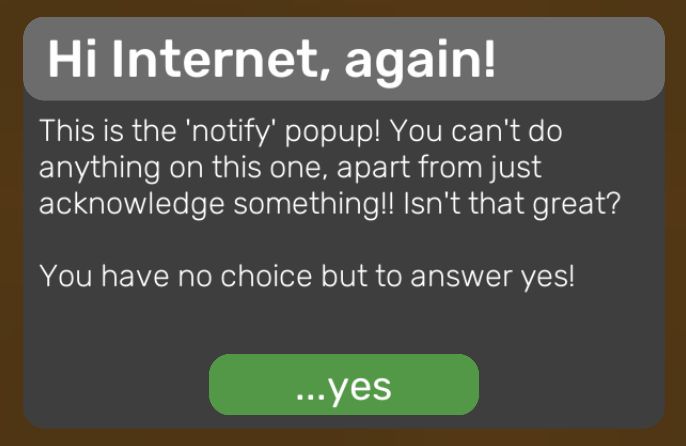 Hi Internet, again!
This is the 'notify' popup! You can't do
anything on this one, apart from just
acknowledge something!! Isn't that great?
You have no choice but to answer yes!
...yes